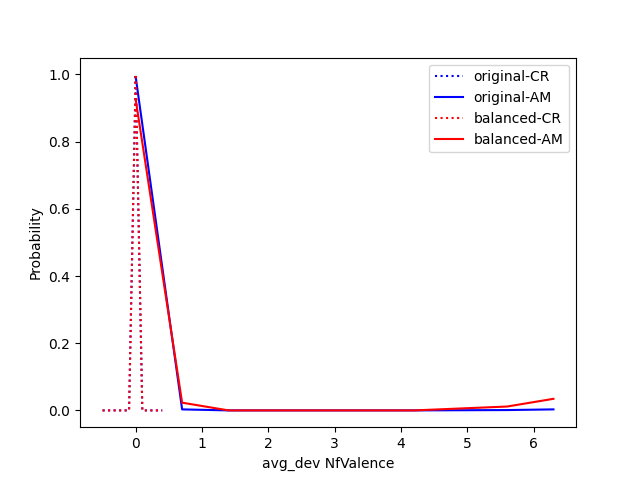 original-CR
original-AM
balanced-CR
balanced-AM
1.0
0.8
0.6
0.4
0.2
0.0
Probability
0 1 2 3 4 5 6
avg_dev NfValence